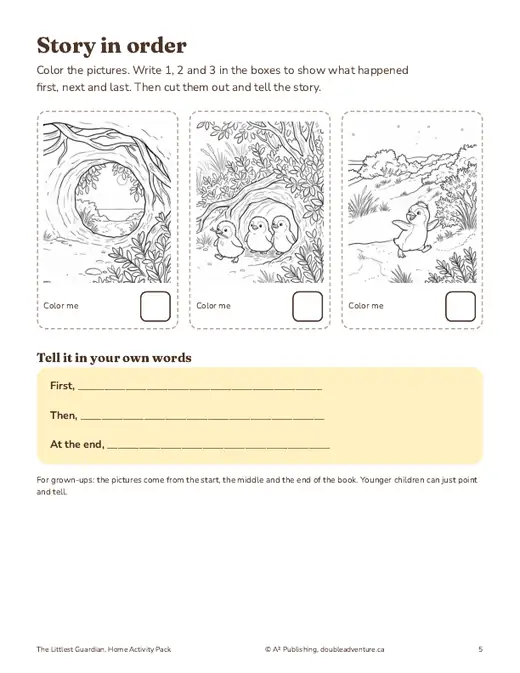 Story in order
Color the pictures. Write 1, 2 and 3 in the boxes to show what happened
first, next and last. Then cut them out and tell the story.
Color me
Color me
Color me
Tell it in your own words
First, ___
Then, ___
At the end, ___
For grown-ups: the pictures come from the start, the middle and the end of the book. Younger children can just point
and tell.
The Littlest Guardian. Home Activity Pack
© A² Publishing, doubleadventure.ca
5